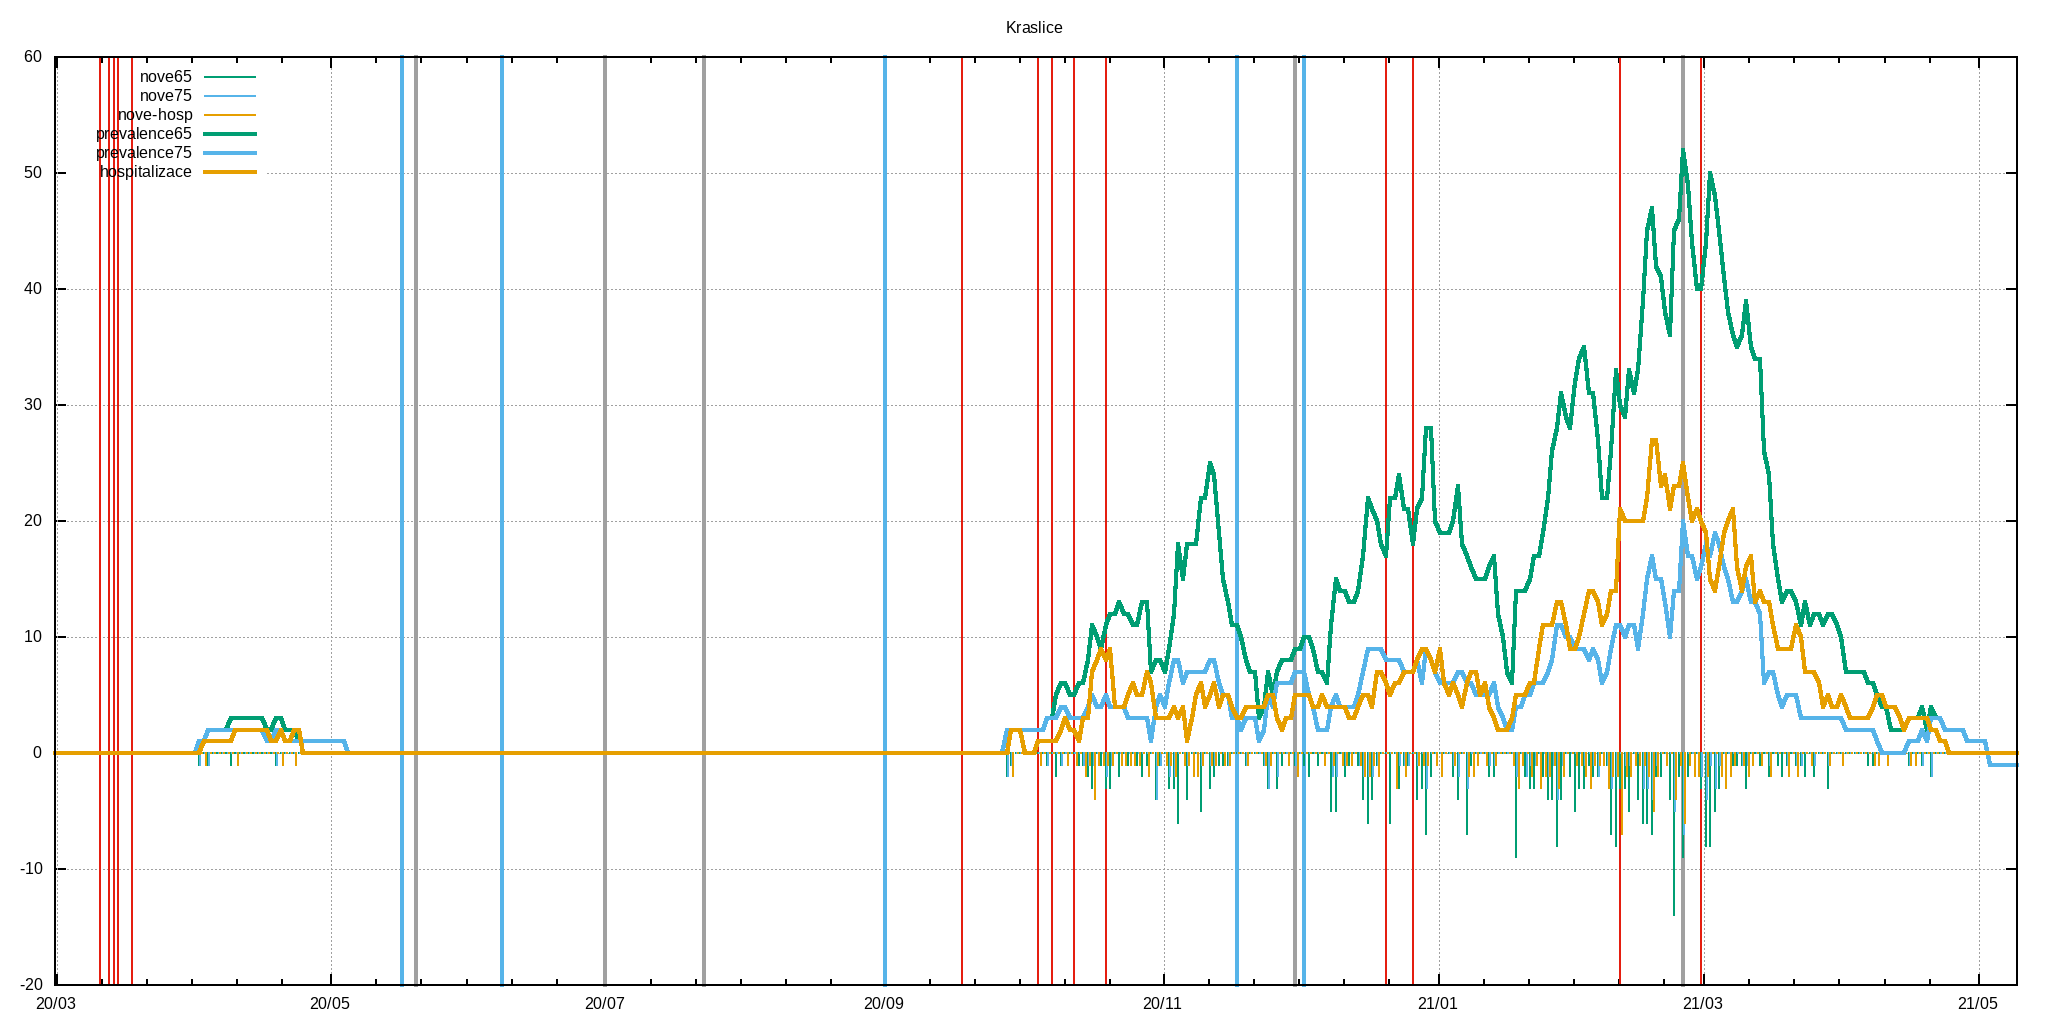 Kraslice
60
50
40
30
20
10
0
-10
-20
nove65
nove75
nove-hosp
prevalence65
prevalence75
hospitalizace
20/03 20/05 20/07 20/09 20/11 21/01 21/03 21/05